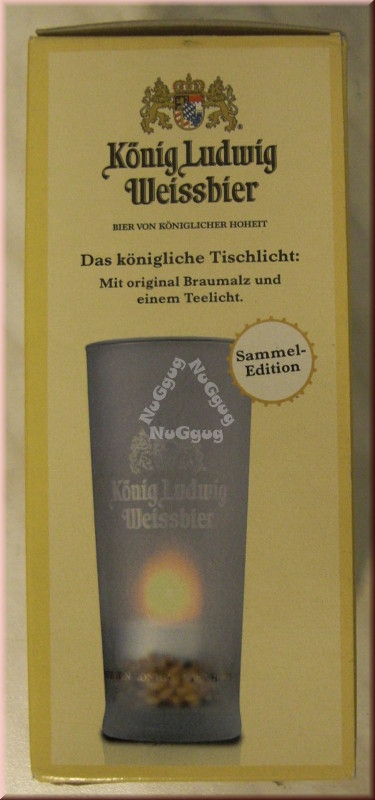 König Ludwig
Weissbier
BIER VON KÖNIGLICHER HOHEIT
Das königliche Tischlicht:
Mit original Braumalz und
einem Teelicht.
Sammel-
Edition
NuGgug
NuGgug
NuGgug
König Ludwig
Weissbier